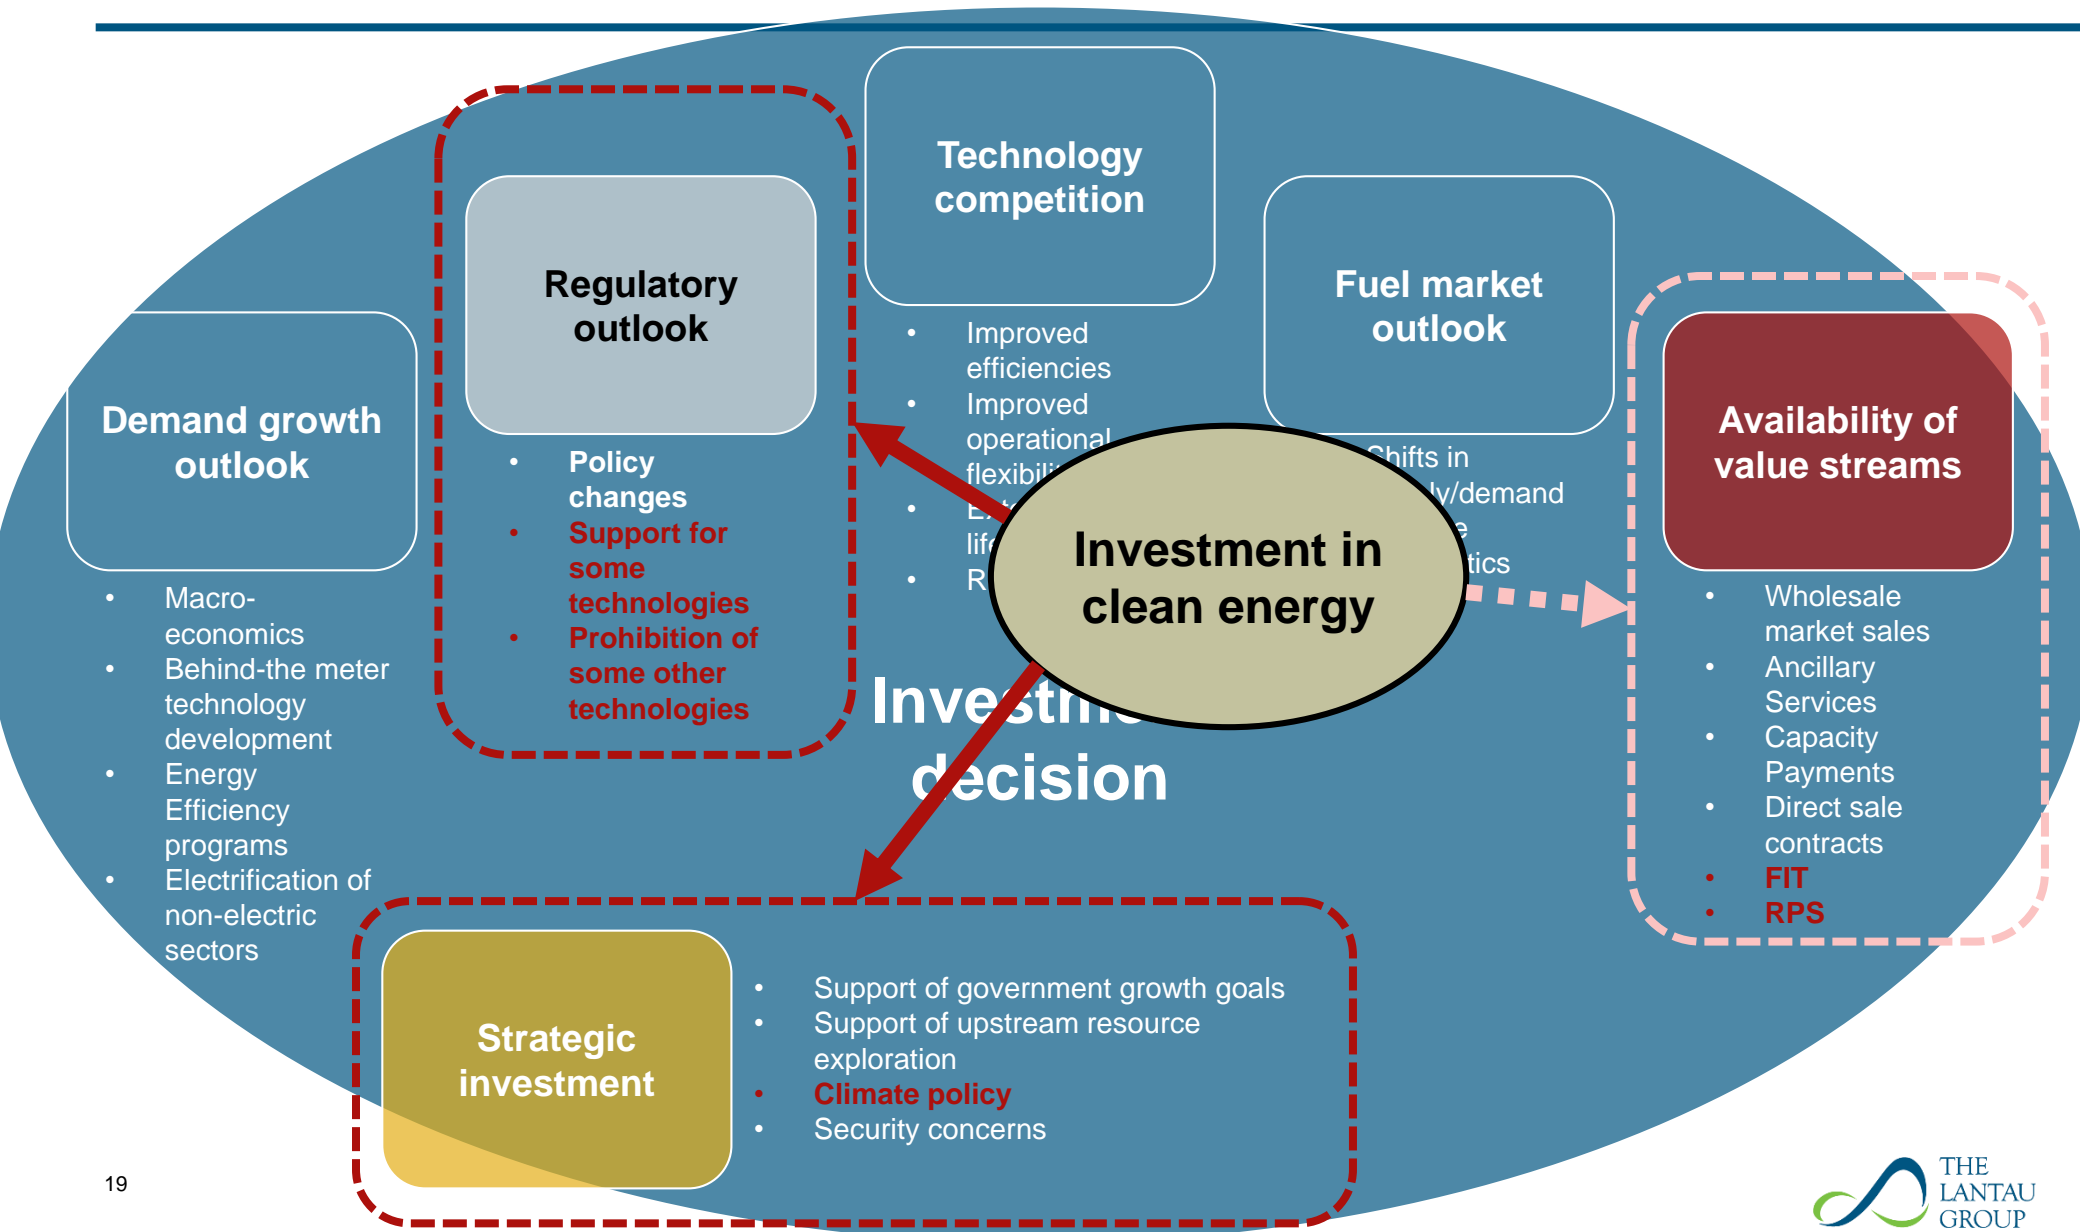 Technology
competition
• Improved
efficiencies
• Improved
operational
• R
Regulatory
outlook
• Policy
changes
• Support for
some
technologies
• Prohibition of
some other
technologies
Fuel market
outlook
Shifts in
/demand
Demand growth
outlook
• Macro-
economics
• Behind-the meter
technology
development
• Energy
Efficiency
programs
• Electrification of
non-electric
sectors
Availability of
value streams
• Wholesale
market sales
• Ancillary
Services
• Capacity
Payments
• Direct sale
contracts
• FIT
• RPS
Investment in
clean energy
decision
Strategic
investment
• Support of government growth goals
• Support of upstream resource
exploration
• Climate policy
• Security concerns
19
THE
LANTAU
GROUP